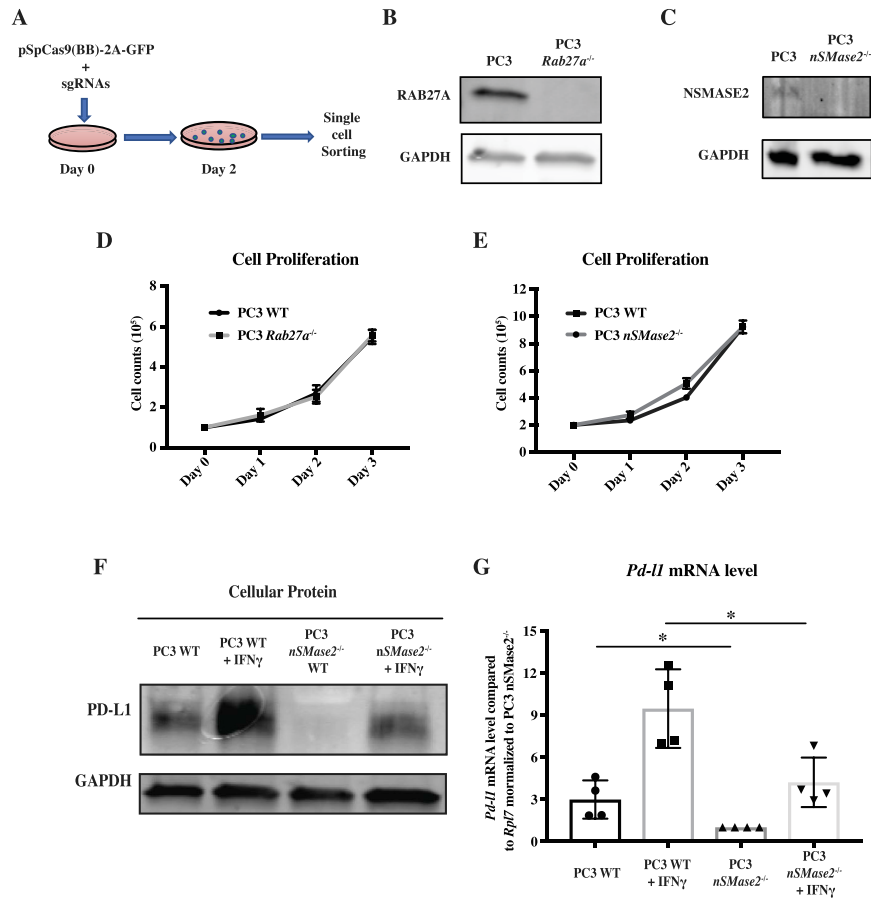 A
pSpCas9(BB)-2A-GFP
+
sgRNAs
Day 0
Day 2
Single
cell
Sorting
B
PC3
PC3
Rab27a-/-
RAB27A
GAPDH
C
PC3
PC3
nSMase2-/-
NSMASE2
GAPDH
D
Cell Proliferation
Cell counts (10⁵)
8
6
4
2
0
PC3 WT
PC3 Rab27a-/-
Day 0
Day 1
Day 2
Day 3
E
Cell Proliferation
Cell counts (10⁵)
12
10
8
6
4
2
0
PC3 WT
PC3 nSMase2-/-
Day 0
Day 1
Day 2
Day 3
F
Cellular Protein
PC3 WT
PC3 WT
+ IFNγ
PC3
nSMase2-/-
WT
PC3
nSMase2-/-
+ IFNγ
PD-L1
GAPDH
G
Pd-l1 mRNA level
Pd-l1 mRNA level compared
to Rpl7 mormalized to PC3 nSMase2-/-
15
12
9
6
3
0
*
*
PC3 WT
PC3 WT
+ IFNγ
PC3
nSMase2-/-
PC3
nSMase2-/-
+ IFNγ